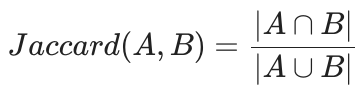 Jaccard(A, B) = |A ∩ B| / |A ∪ B|